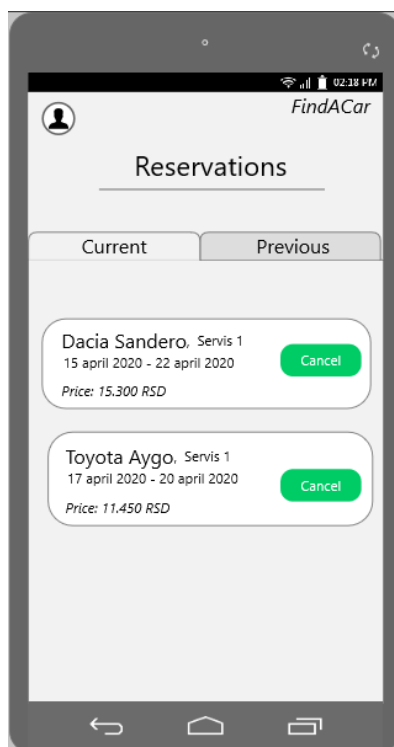 02:18 PM
FindACar
Reservations
Current Previous
Dacia Sandero, Servis 1
15 april 2020 - 22 april 2020
Cancel
Price: 15.300 RSD
Toyota Aygo, Servis 1
17 april 2020 - 20 april 2020
Cancel
Price: 11.450 RSD